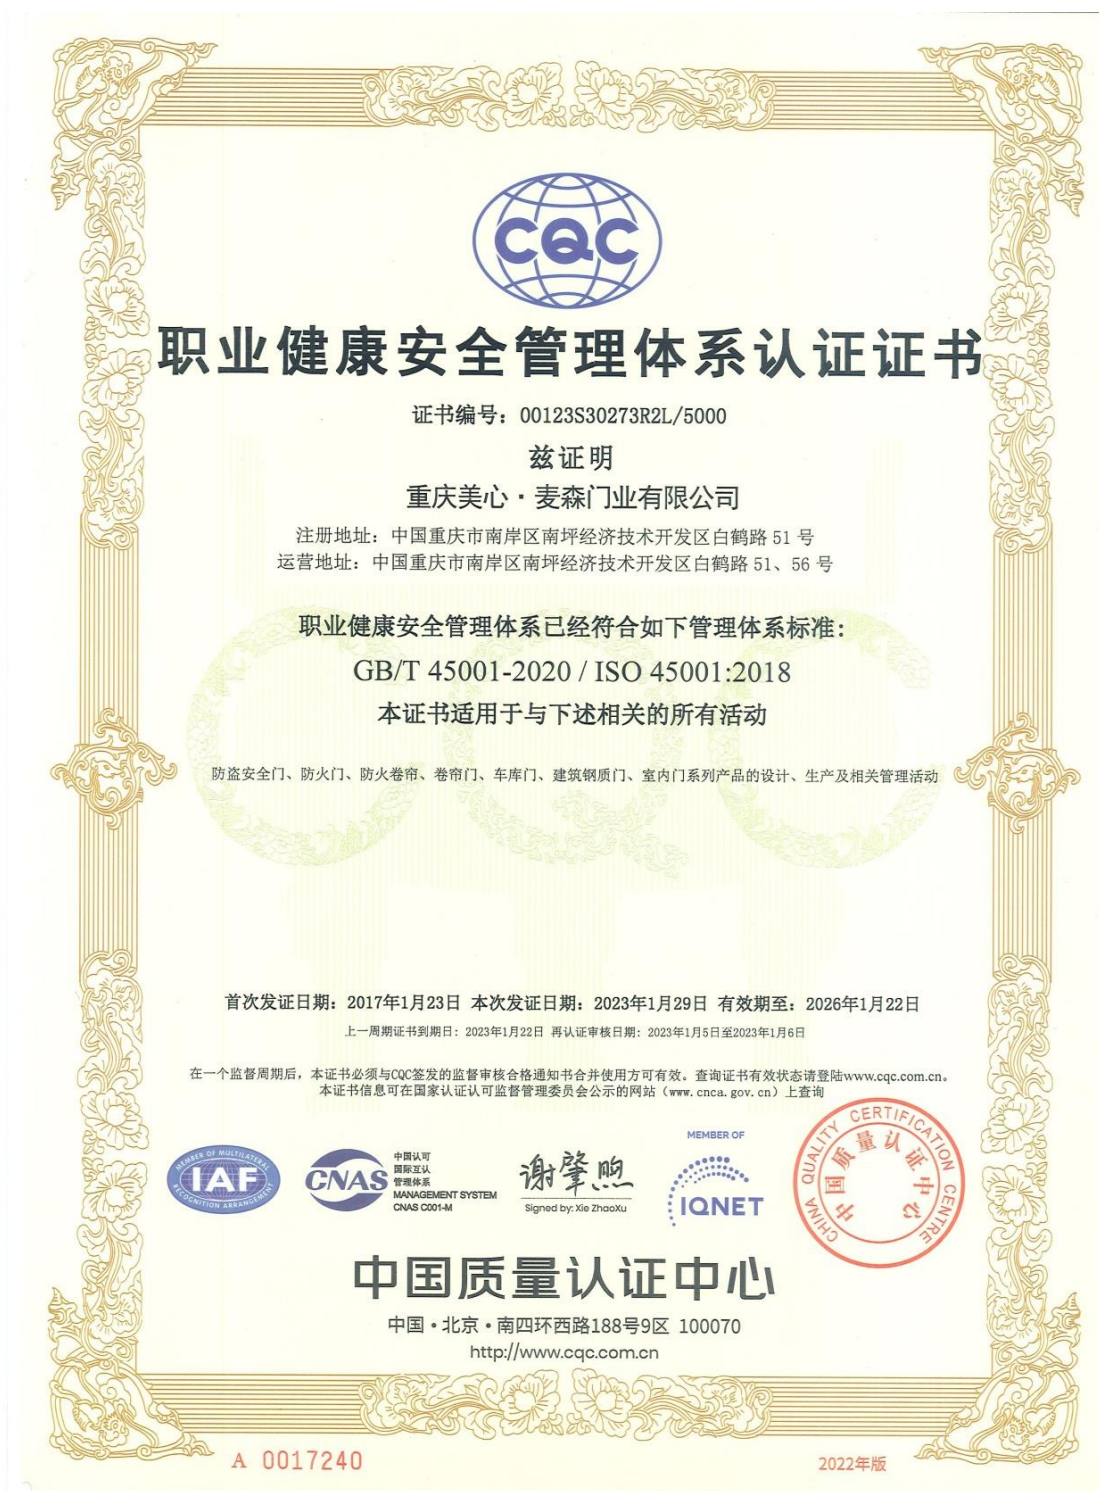 CQC
职业健康安全管理体系认证证书
证书编号：00123S30273R2L/5000
兹证明
重庆美心·麦森门业有限公司
注册地址：中国重庆市南岸区南坪经济技术开发区白鹤路 51 号
运营地址：中国重庆市南岸区南坪经济技术开发区白鹤路 51、56 号
职业健康安全管理体系已经符合如下管理体系标准：
GB/T 45001-2020 / ISO 45001:2018
本证书适用于与下述相关的所有活动
防盗安全门、防火门、防火卷帘、卷帘门、车库门、建筑钢质门、室内门系列产品的设计、生产及相关管理活动
CQC
首次发证日期：2017年1月23日 本次发证日期：2023年1月29日 有效期至：2026年1月22日
上一周期证书到期日：2023年1月22日 再认证审核日期：2023年1月5日至2023年1月6日
在一个监督周期后，本证书必须与CQC签发的监督审核合格通知书合并使用方可有效。查询证书有效状态请登陆www.cqc.com.cn。
本证书信息可在国家认证认可监督管理委员会公示的网站（www.cnca.gov.cn）上查询
MEMBER OF MULTILATERAL
IAF
RECOGNITION ARRANGEMENT
CNAS
中国认可
国际互认
管理体系
MANAGEMENT SYSTEM
CNAS C001-M
谢肇煦
Signed by: Xie ZhaoXu
MEMBER OF
IQNET
CHINA QUALITY CERTIFICATION CENTRE
中国质量认证中心
中国质量认证中心
中国·北京·南四环西路188号9区 100070
http://www.cqc.com.cn
A 0017240
2022年版